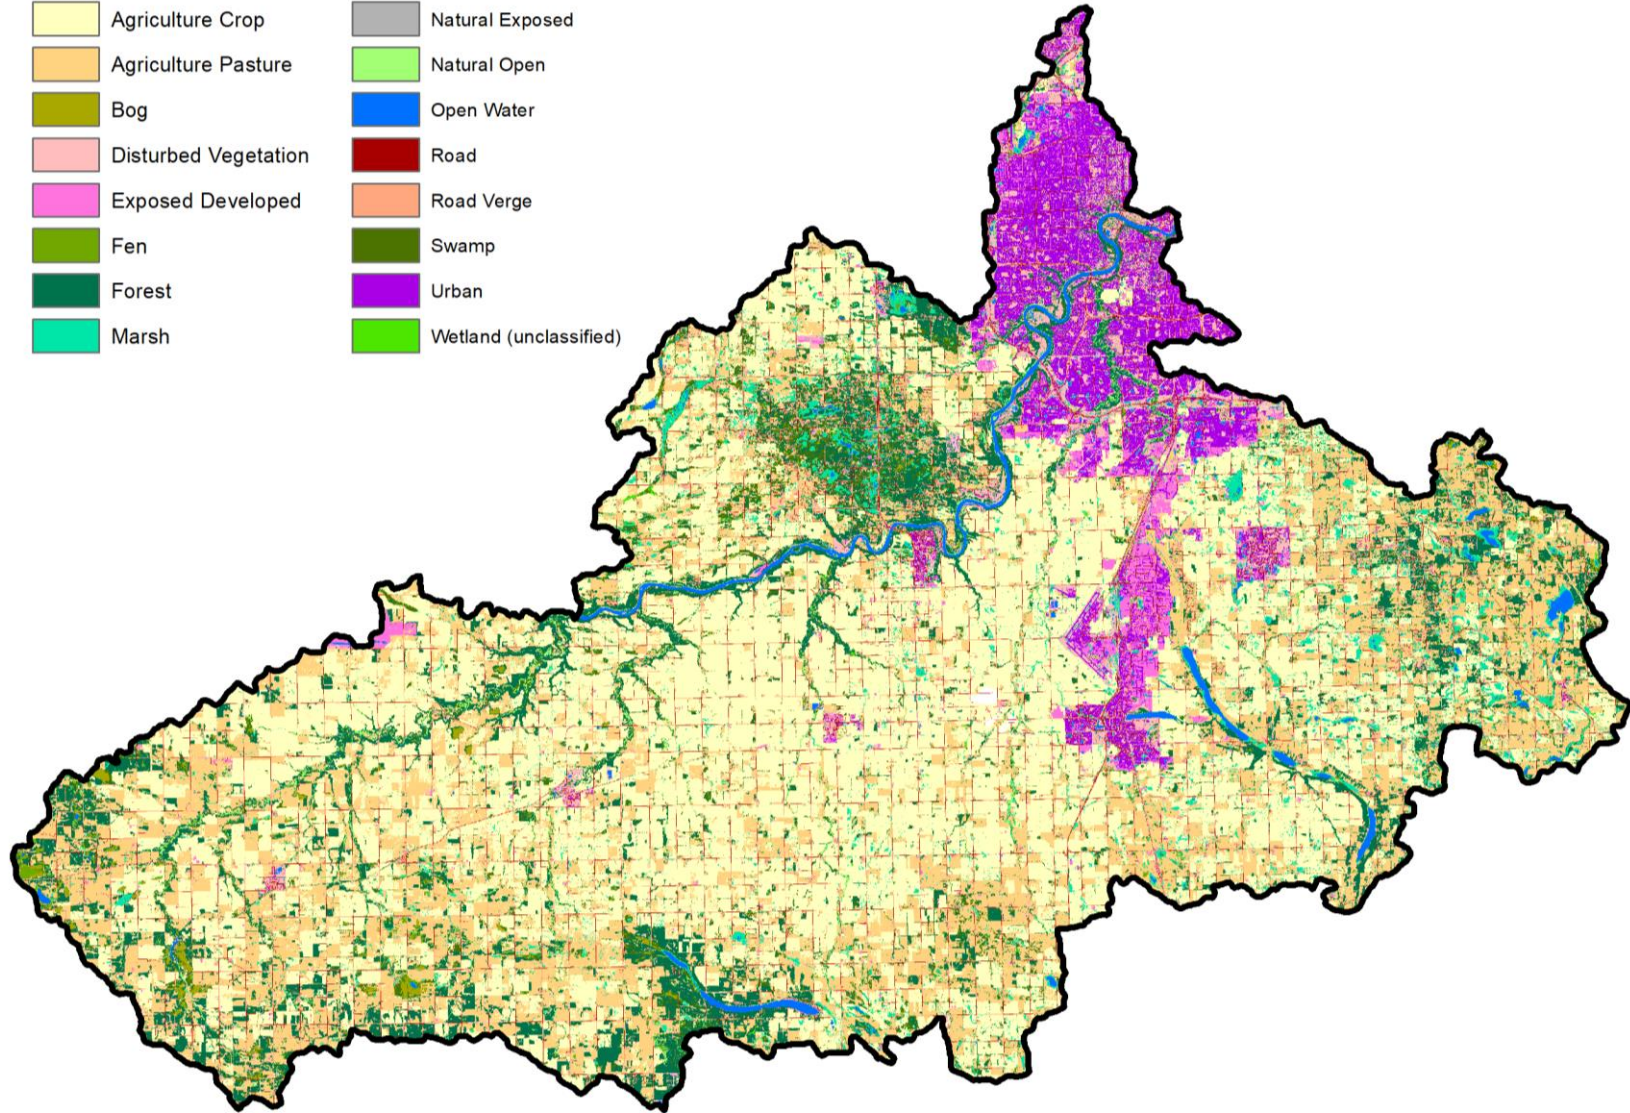 Agriculture Crop
Agriculture Pasture
Bog
Disturbed Vegetation
Exposed Developed
Fen
Forest
Marsh
Natural Exposed
Natural Open
Open Water
Road
Road Verge
Swamp
Urban
Wetland (unclassified)